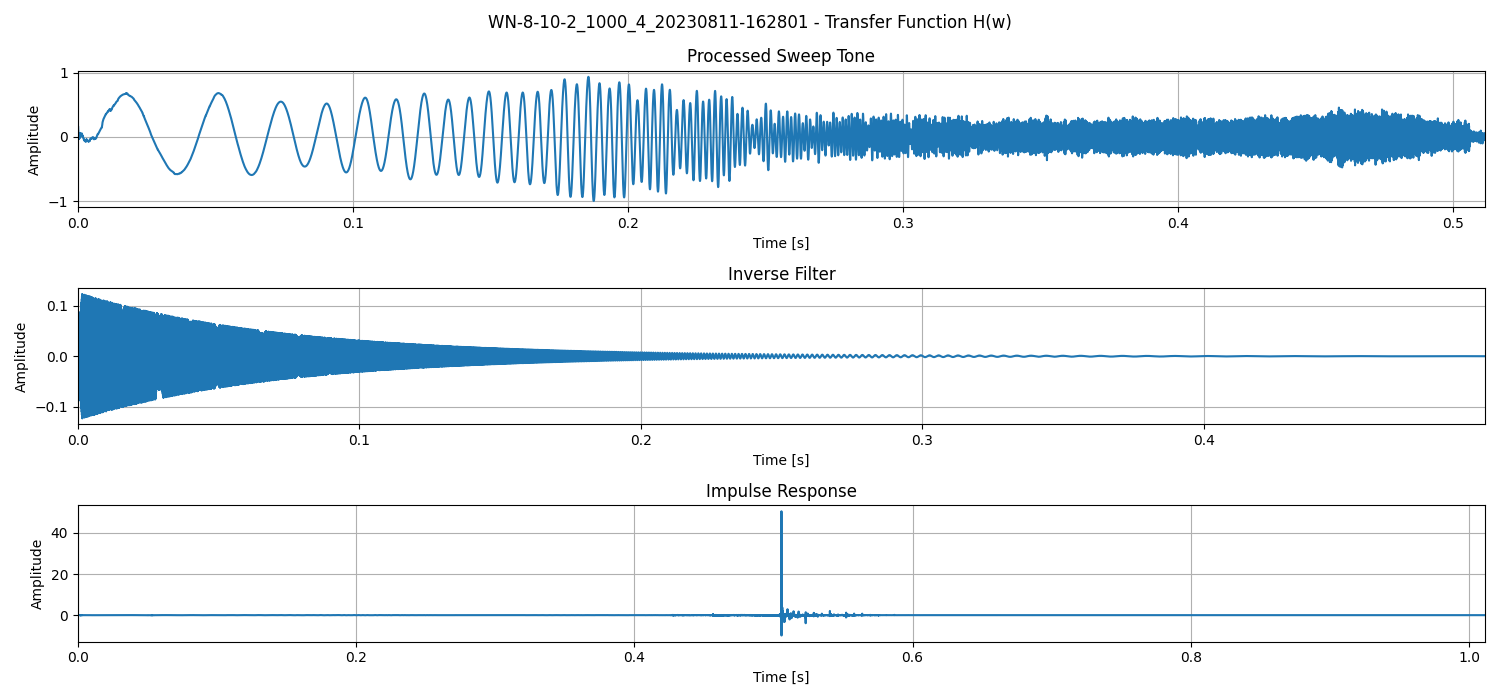 WN-8-10-2_1000_4_20230811-162801 - Transfer Function H(w)
Processed Sweep Tone
Amplitude
1
0
−1
0.0 0.1 0.2 0.3 0.4 0.5
Time [s]
Inverse Filter
Amplitude
0.1
0.0
−0.1
0.0 0.1 0.2 0.3 0.4
Time [s]
Impulse Response
Amplitude
40
20
0
0.0 0.2 0.4 0.6 0.8 1.0
Time [s]